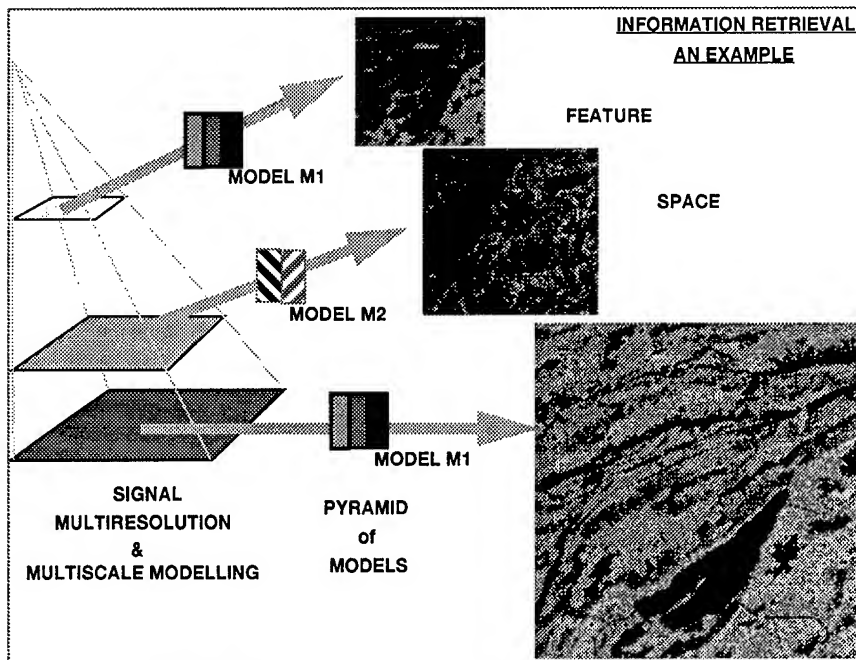 INFORMATION RETRIEVAL
AN EXAMPLE
FEATURE
MODEL M1
SPACE
MODEL M2
MODEL M1
SIGNAL
MULTIRESOLUTION
&
MULTISCALE MODELLING
PYRAMID
of
MODELS